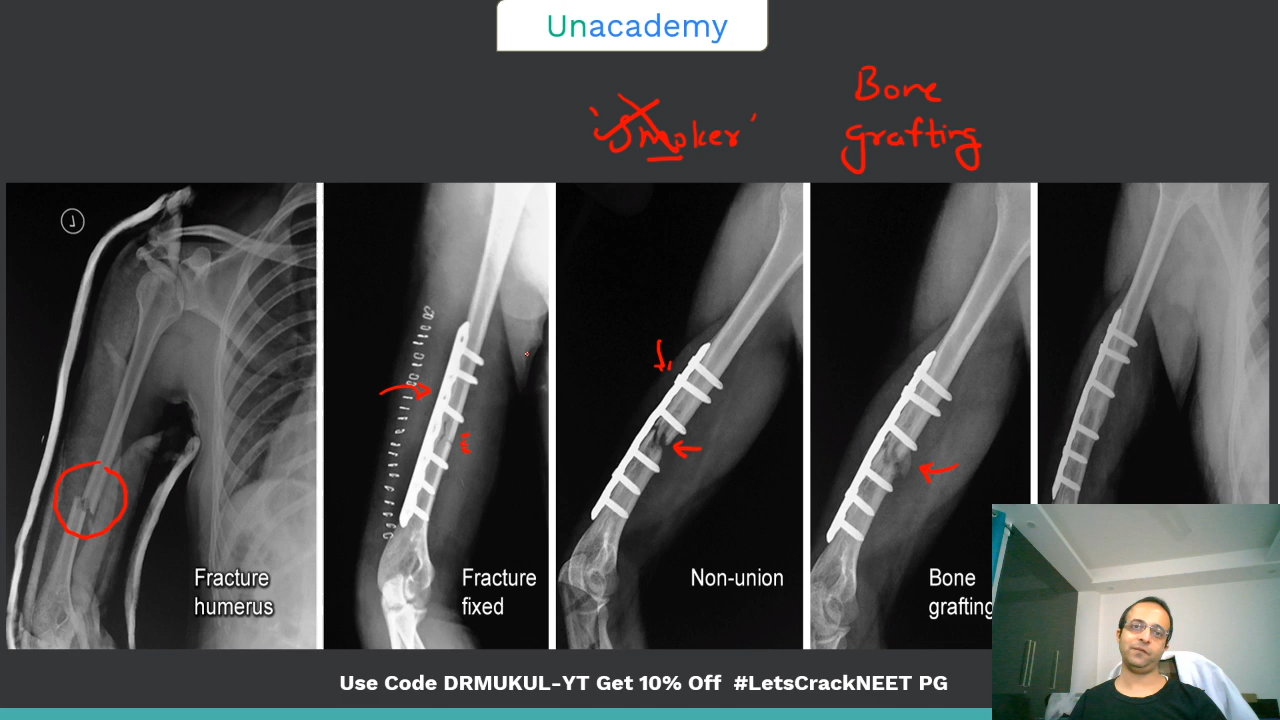 Unacademy
Bone
'Smoker'
grafting
Fracture
humerus
Fracture
fixed
Non-union
Bone
grafting
Use Code DRMUKUL-YT Get 10% Off #LetsCrackNEET PG